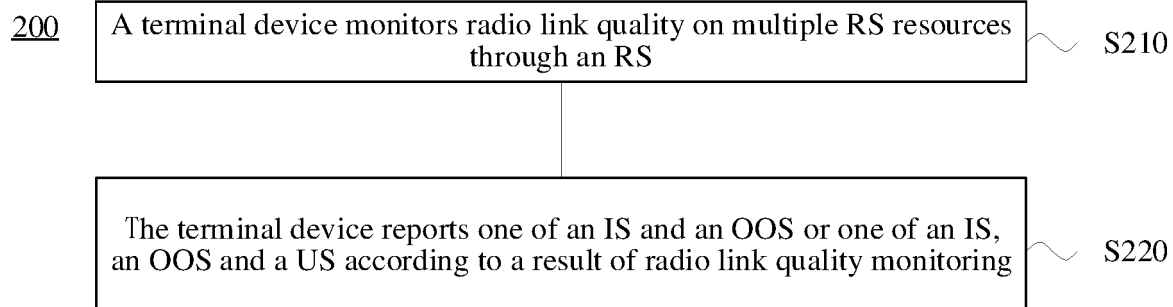 200
A terminal device monitors radio link quality on multiple RS resources
through an RS
S210
The terminal device reports one of an IS and an OOS or one of an IS,
an OOS and a US according to a result of radio link quality monitoring
S220